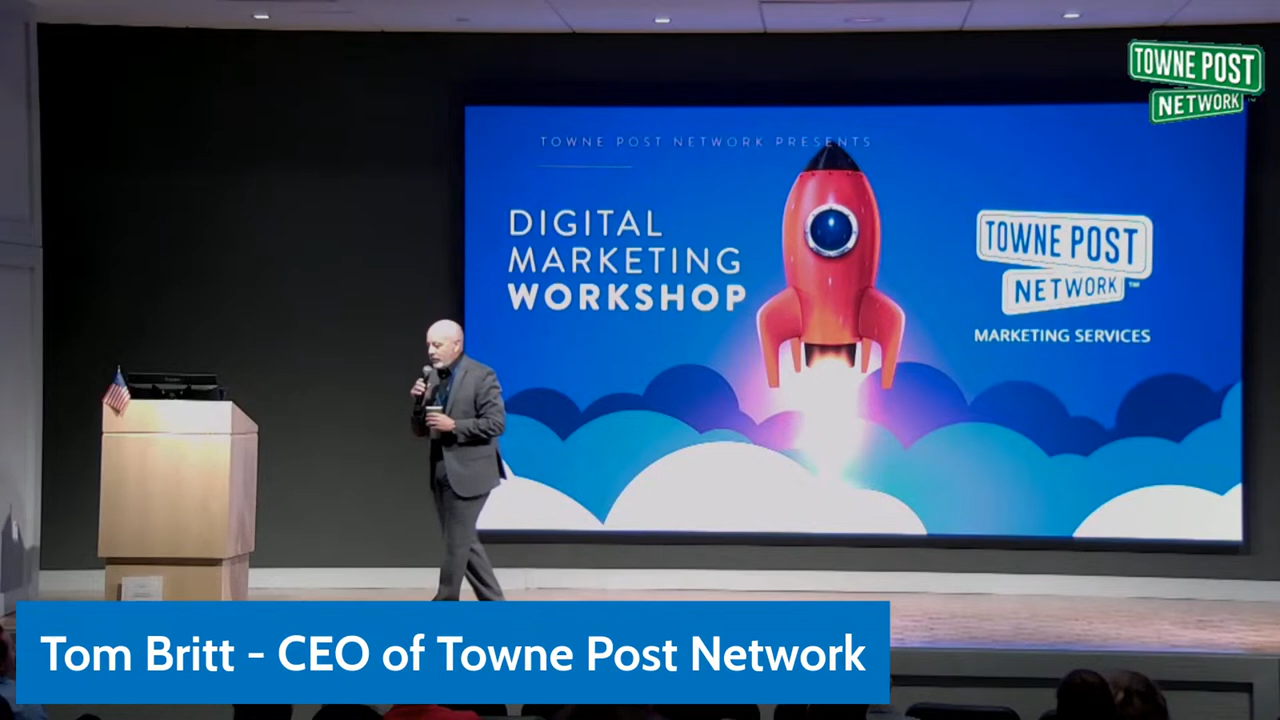 TOWNE POST
NETWORK
TOWNE POST NETWORK PRESENTS
DIGITAL
MARKETING
WORKSHOP
TOWNE POST
NETWORK™
MARKETING SERVICES
Tom Britt - CEO of Towne Post Network